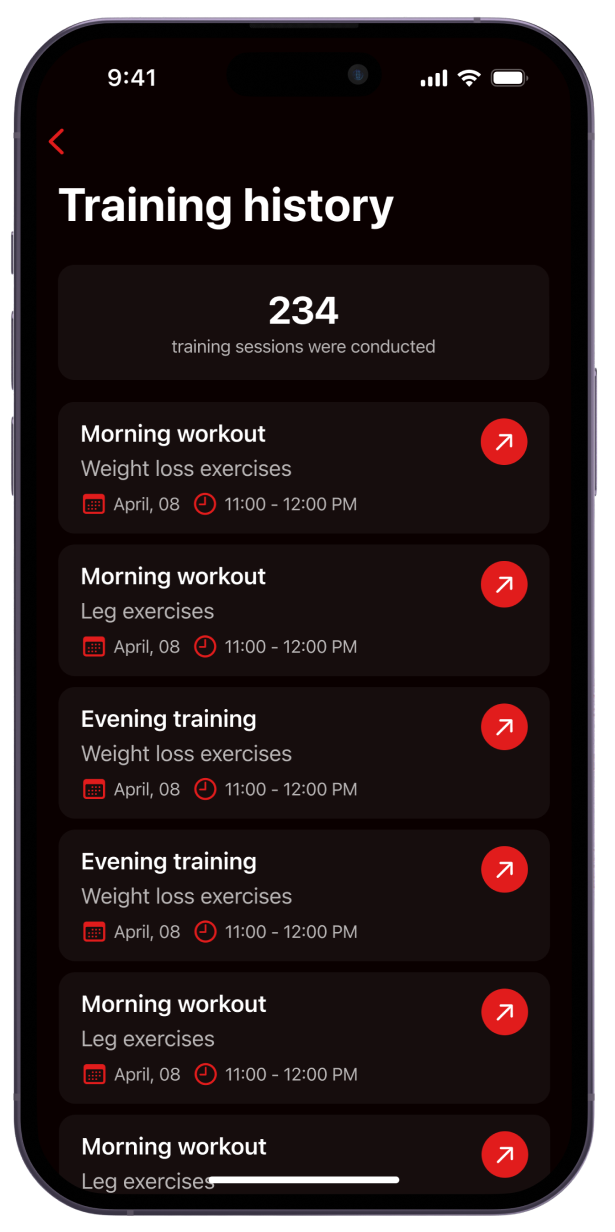 9:41
Training history
234
training sessions were conducted
Morning workout
Weight loss exercises
April, 08 11:00 - 12:00 PM
Morning workout
Leg exercises
April, 08 11:00 - 12:00 PM
Evening training
Weight loss exercises
April, 08 11:00 - 12:00 PM
Evening training
Weight loss exercises
April, 08 11:00 - 12:00 PM
Morning workout
Leg exercises
April, 08 11:00 - 12:00 PM
Morning workout
Leg exercises